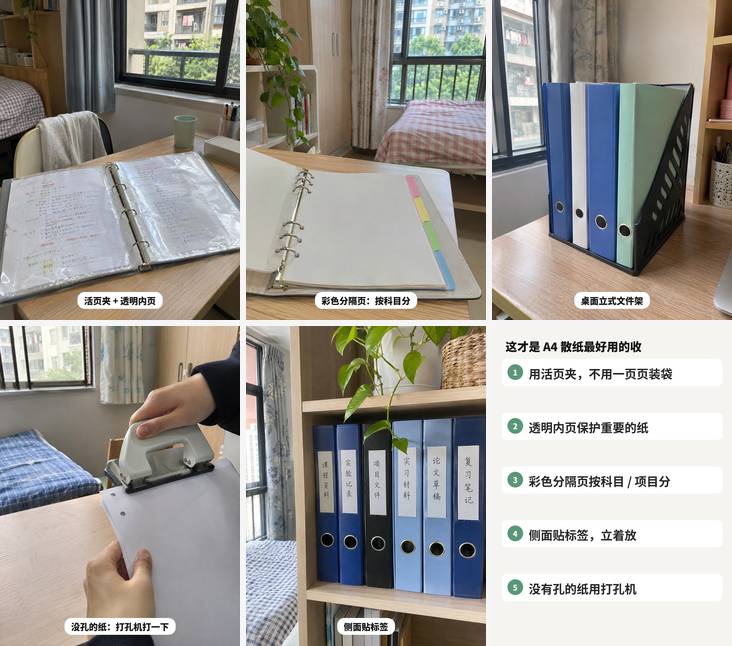 活页夹 + 透明内页
彩色分隔页：按科目分
桌面立式文件架
没孔的纸：打孔机打一下
课程资料
实验记录
项目文件
实习材料
论文草稿
复习笔记
侧面贴标签
这才是 A4 散纸最好用的收
1 用活页夹，不用一页页装袋
2 透明内页保护重要的纸
3 彩色分隔页按科目 / 项目分
4 侧面贴标签，立着放
5 没有孔的纸用打孔机